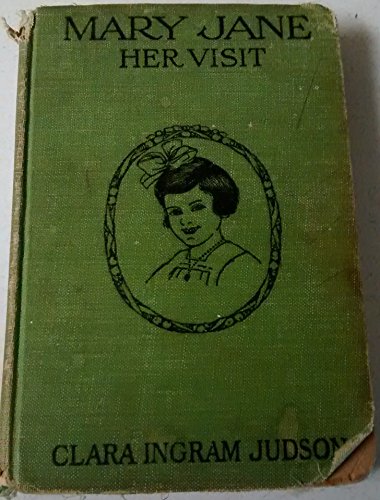 MARY JANE
HER VISIT
CLARA INGRAM JUDSON